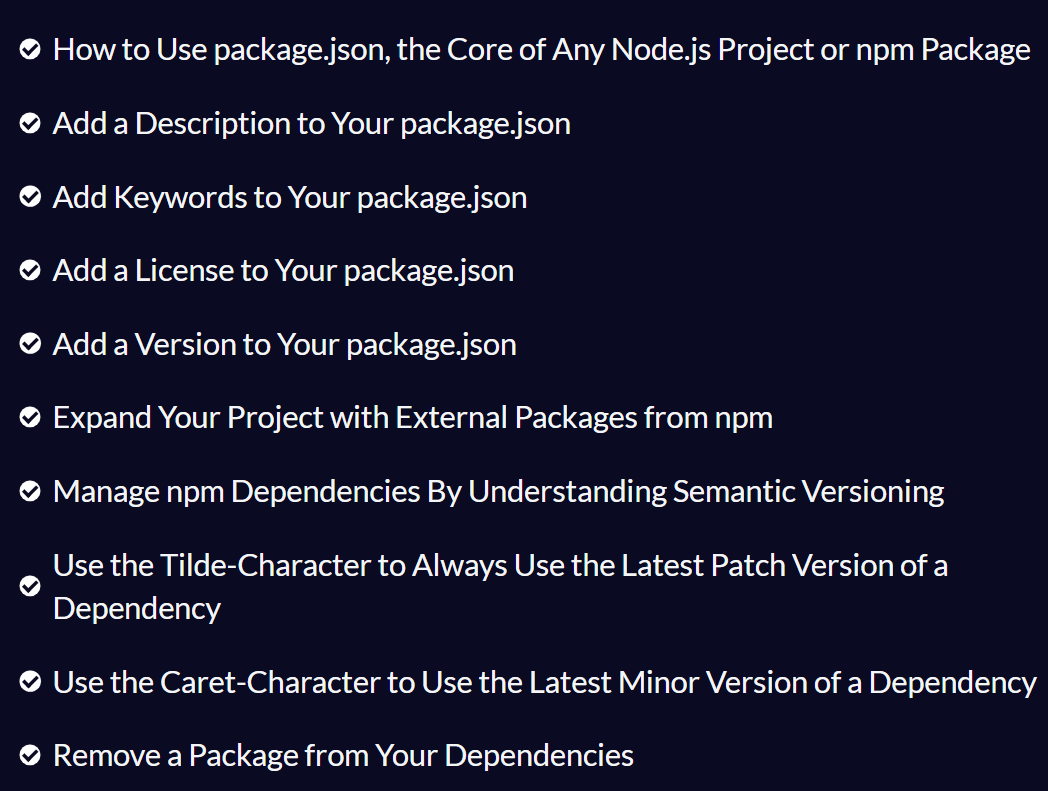 How to Use package.json, the Core of Any Node.js Project or npm Package
Add a Description to Your package.json
Add Keywords to Your package.json
Add a License to Your package.json
Add a Version to Your package.json
Expand Your Project with External Packages from npm
Manage npm Dependencies By Understanding Semantic Versioning
Use the Tilde-Character to Always Use the Latest Patch Version of a
Dependency
Use the Caret-Character to Use the Latest Minor Version of a Dependency
Remove a Package from Your Dependencies